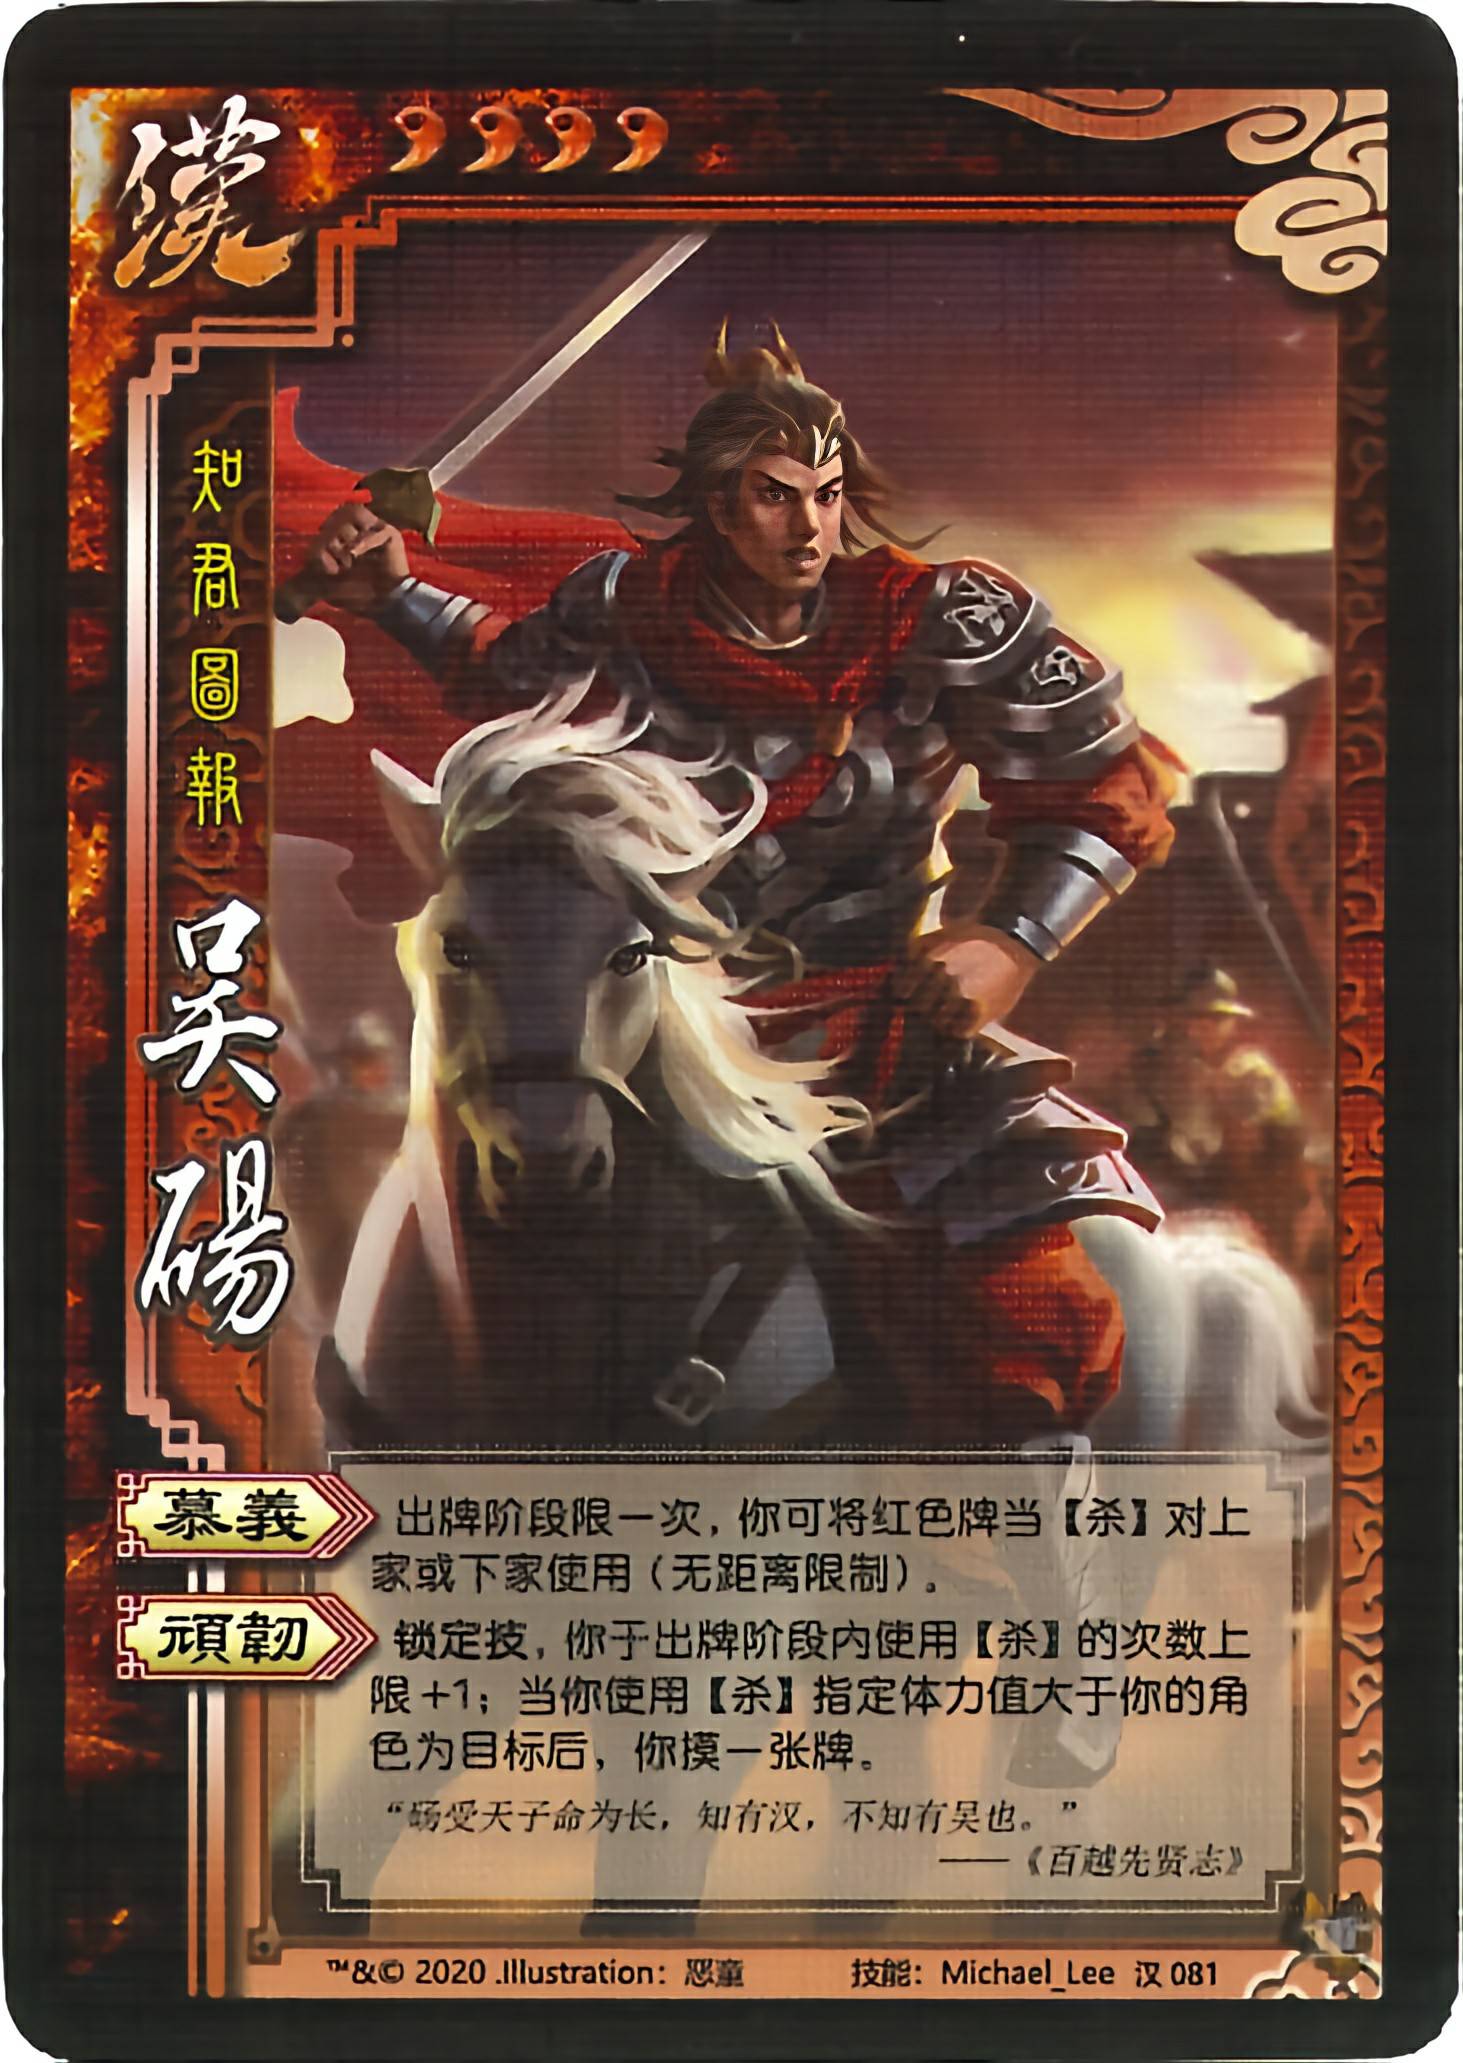 漢
知君圖報
吴碭
慕義
出牌阶段限一次，你可将红色牌当【杀】对上
家或下家使用（无距离限制）。
頑韌
锁定技，你于出牌阶段内使用【杀】的次数上
限+1；当你使用【杀】指定体力值大于你的角
色为目标后，你摸一张牌。
“砀受天子命为长，知有汉，不知有吴也。”
——《百越先贤志》
™&© 2020 .Illustration：恶童 技能：Michael_Lee 汉 081